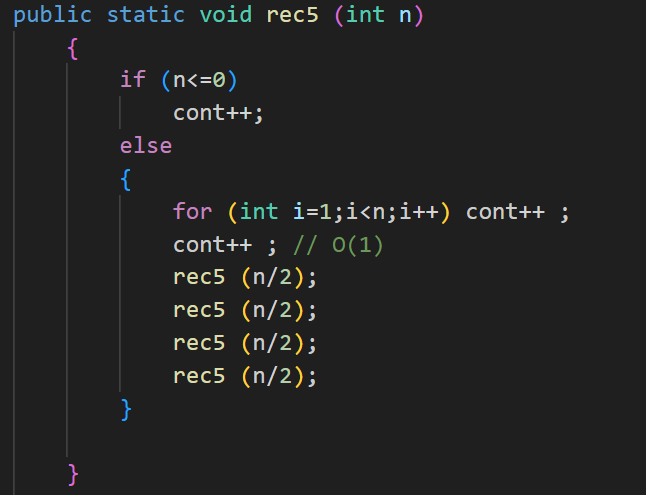 public static void rec5 (int n)
{
if (n<=0)
cont++;
else
{
for (int i=1;i<n;i++) cont++ ;
cont++ ; // O(1)
rec5 (n/2);
rec5 (n/2);
rec5 (n/2);
rec5 (n/2);
}
}